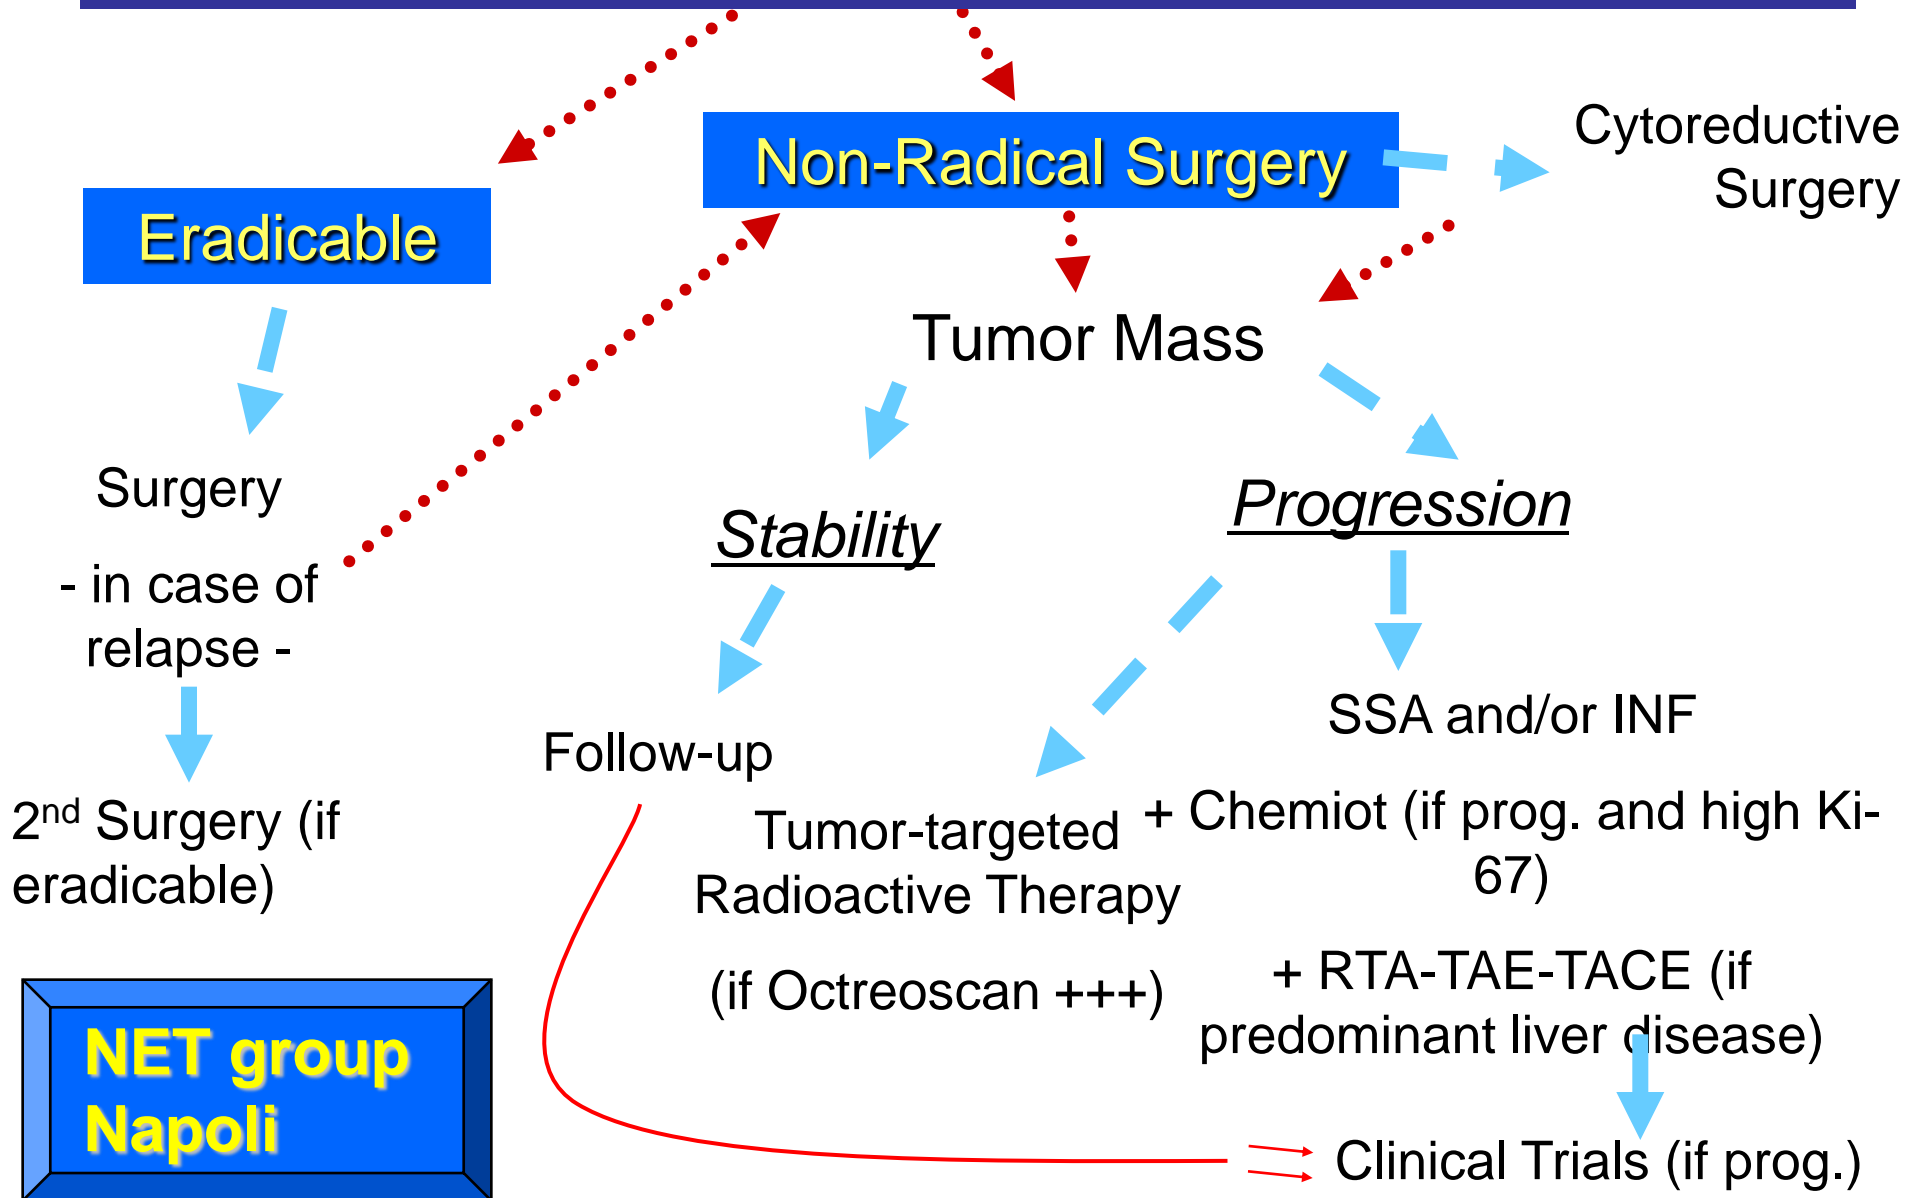 Cytoreductive
Surgery
Non-Radical Surgery
Eradicable
Tumor Mass
Surgery
- in case of
relapse -
2nd Surgery (if
eradicable)
Stability
Progression
Follow-up
Tumor-targeted
Radioactive Therapy
(if Octreoscan +++)
SSA and/or INF
+ Chemiot (if prog. and high Ki-
67)
+ RTA-TAE-TACE (if
predominant liver disease)
Clinical Trials (if prog.)
NET group
Napoli